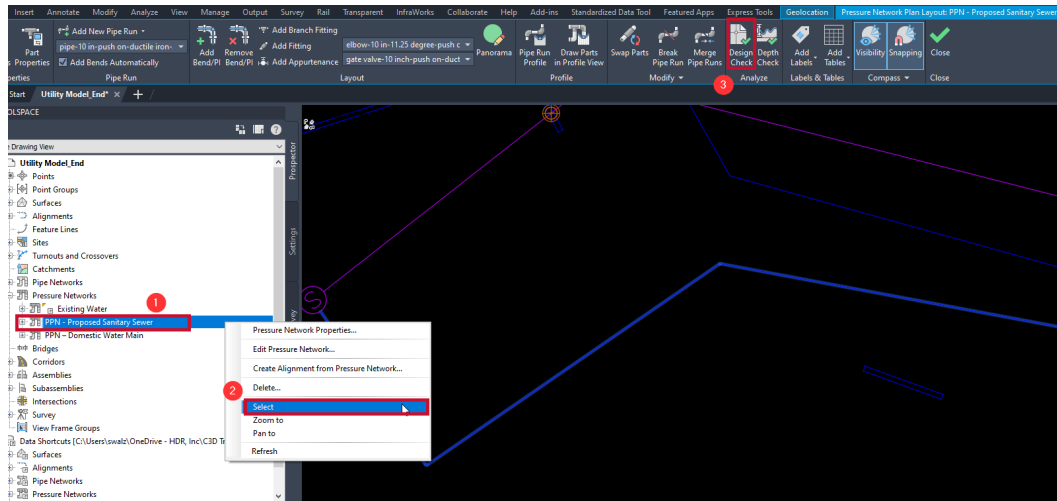 Insert Annotate Modify Analyze View Manage Output Survey Rail Transparent InfraWorks Collaborate Help Add-ins Standardized Data Tool Featured Apps Express Tools Geolocation Pressure Network Plan Layout: PPN - Proposed Sanitary Sewer
Part
Properties
pipe-10 in-push on-ductile iron-
Add New Pipe Run
Add Bends Automatically
Pipe Run
Add
Bend/PI
Remove
Bend/PI
Add Branch Fitting
Add Fitting
Add Appurtenance
elbow-10 in-11.25 degree-push c
gate valve-10 inch-push on-duct
Layout
Panorama
Pipe Run
Profile
Draw Parts
in Profile View
Profile
Swap Parts
Break
Pipe Run
Merge
Pipe Runs
Modify
Design
Check
Depth
Check
3
Analyze
Add
Labels
Add
Tables
Labels & Tables
Visibility
Snapping
Compass
Close
Close
Start
Utility Model_End*
Drawing View
Utility Model_End
Points
Point Groups
Surfaces
Alignments
Feature Lines
Sites
Turnouts and Crossovers
Catchments
Pipe Networks
Pressure Networks
1
Existing Water
PPN - Proposed Sanitary Sewer
PPN – Domestic Water Main
Bridges
Corridors
Assemblies
Subassemblies
Intersections
Survey
View Frame Groups
Data Shortcuts [C:\Users\swalz\OneDrive - HDR, Inc\C3D
Surfaces
Alignments
Pipe Networks
Pressure Networks
Prospector
Settings
Pressure Network Properties...
Edit Pressure Network...
Create Alignment from Pressure Network...
Delete...
2
Select
Zoom to
Pan to
Refresh
S